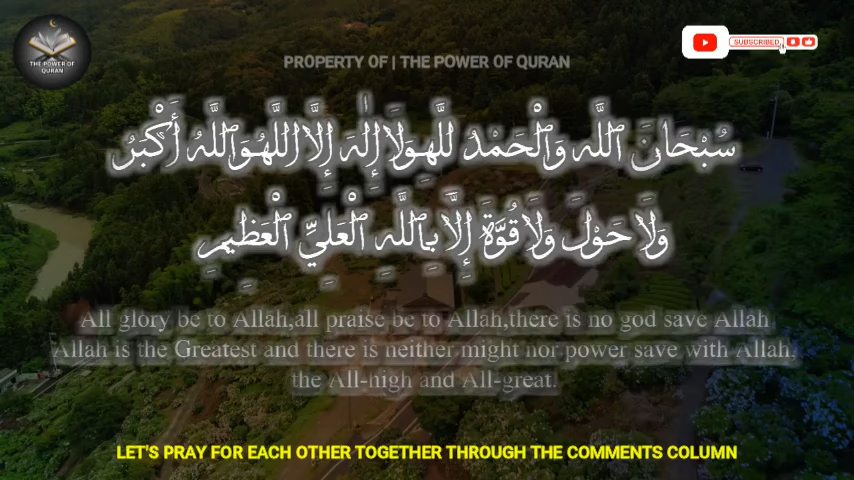 THE POWER OF
QURAN
SUBSCRIBED
PROPERTY OF | THE POWER OF QURAN
سُبْحَانَ ٱللَّه وَٱلْحَمْدُ لِلَّهِوَلَا إِلَٰهَ إِلَّا ٱللَّهُوَٱللَّهُ أَكْبَرُ
وَلَا حَوْلَ وَلَا قُوَّةَ إِلَّا بِٱللَّهِ ٱلْعَلِيِّ ٱلْعَظِيمِ
All glory be to Allah,all praise be to Allah,there is no god save Allah
Allah is the Greatest and there is neither might nor power save with Allah,
the All-nigh and All-great.
LET'S PRAY FOR EACH OTHER TOGETHER THROUGH THE COMMENTS COLUMN